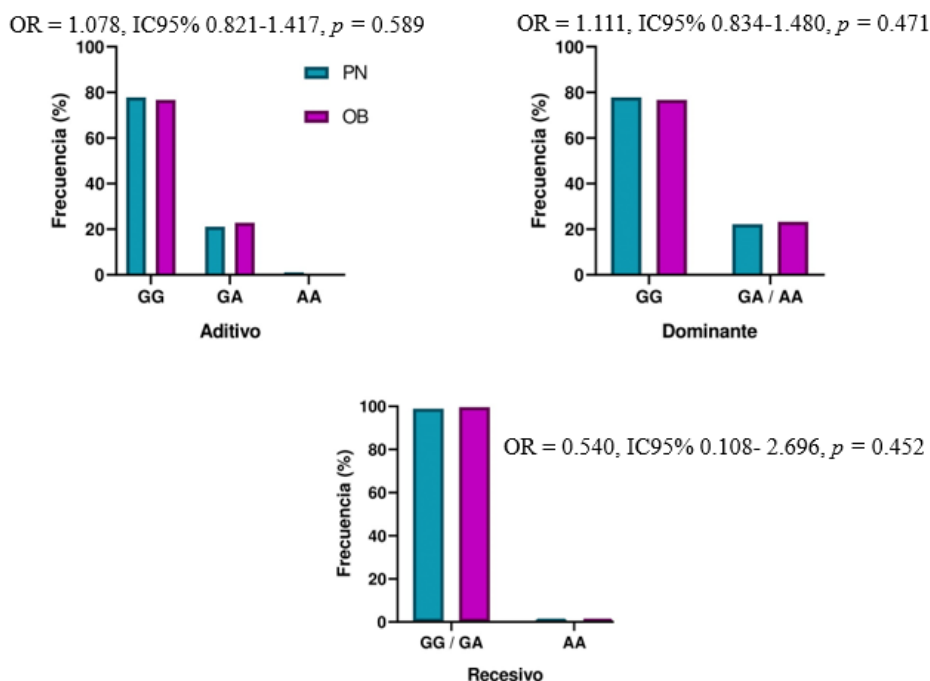 OR = 1.078, IC95% 0.821-1.417, p = 0.589
Frecuencia (%)
100
80
60
40
20
0
PN
OB
GG GA AA
Aditivo
OR = 1.111, IC95% 0.834-1.480, p = 0.471
Frecuencia (%)
100
80
60
40
20
0
GG GA / AA
Dominante
OR = 0.540, IC95% 0.108- 2.696, p = 0.452
Frecuencia (%)
100
80
60
40
20
0
GG / GA AA
Recesivo